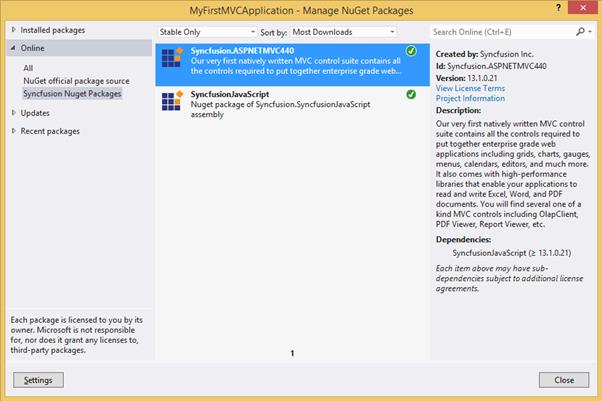 MyFirstMVCApplication - Manage NuGet Packages
Installed packages
Online
All
NuGet official package source
Syncfusion Nuget Packages
Updates
Recent packages
Each package is licensed to you by its
owner. Microsoft is not responsible
for, nor does it grant any licenses to,
third-party packages.
Settings
Stable Only
Sort by: Most Downloads
Syncfusion.ASPNETMVC440
Our very first natively written MVC control suite contains all
the controls required to put together enterprise grade web...
SyncfusionJavaScript
Nuget package of Syncfusion.SyncfusionJavaScript
assembly
1
Search Online (Ctrl+E)
Created by: Syncfusion Inc.
Id: Syncfusion.ASPNETMVC440
Version: 13.1.0.21
View License Terms
Project Information
Description:
Our very first natively written MVC control
suite contains all the controls required to
put together enterprise grade web
applications including grids, charts, gauges,
menus, calendars, editors, and much more.
It also comes with high-performance
libraries that enable your applications to
read and write Excel, Word, and PDF
documents. You will find several one of a
kind MVC controls including OlapClient,
PDF Viewer, Report Viewer, etc.
Dependencies:
SyncfusionJavaScript (≥ 13.1.0.21)
Each item above may have sub-
dependencies subject to additional license
agreements.
Close